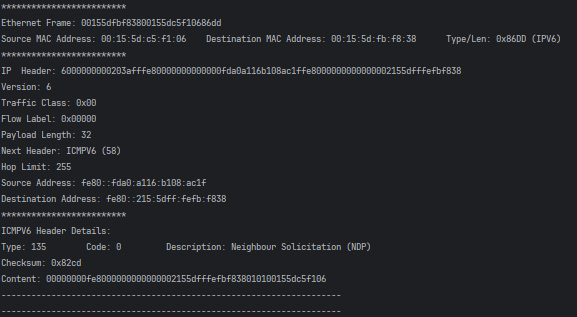 *************************
Ethernet Frame: 00155dfbf83800155dc5f10686dd
Source MAC Address: 00:15:5d:c5:f1:06    Destination MAC Address: 00:15:5d:fb:f8:38      Type/Len: 0x86DD (IPV6)
*************************
IP  Header: 6000000000203afffe80000000000000fda0a116b108ac1ffe8000000000000002155dfffefbf838
Version: 6
Traffic Class: 0x00
Flow Label: 0x00000
Payload Length: 32
Next Header: ICMPV6 (58)
Hop Limit: 255
Source Address: fe80::fda0:a116:b108:ac1f
Destination Address: fe80::215:5dff:fefb:f838
*************************
ICMPV6 Header Details:
Type: 135        Code: 0         Description: Neighbour Solicitation (NDP)
Checksum: 0x82cd
Content: 00000000fe8000000000000002155dfffefbf838010100155dc5f106
--------------------------------------------------------------------
--------------------------------------------------------------------